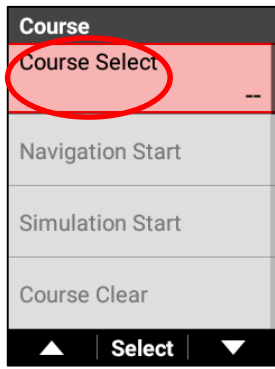 Course
Course Select
--
Navigation Start
Simulation Start
Course Clear
Select